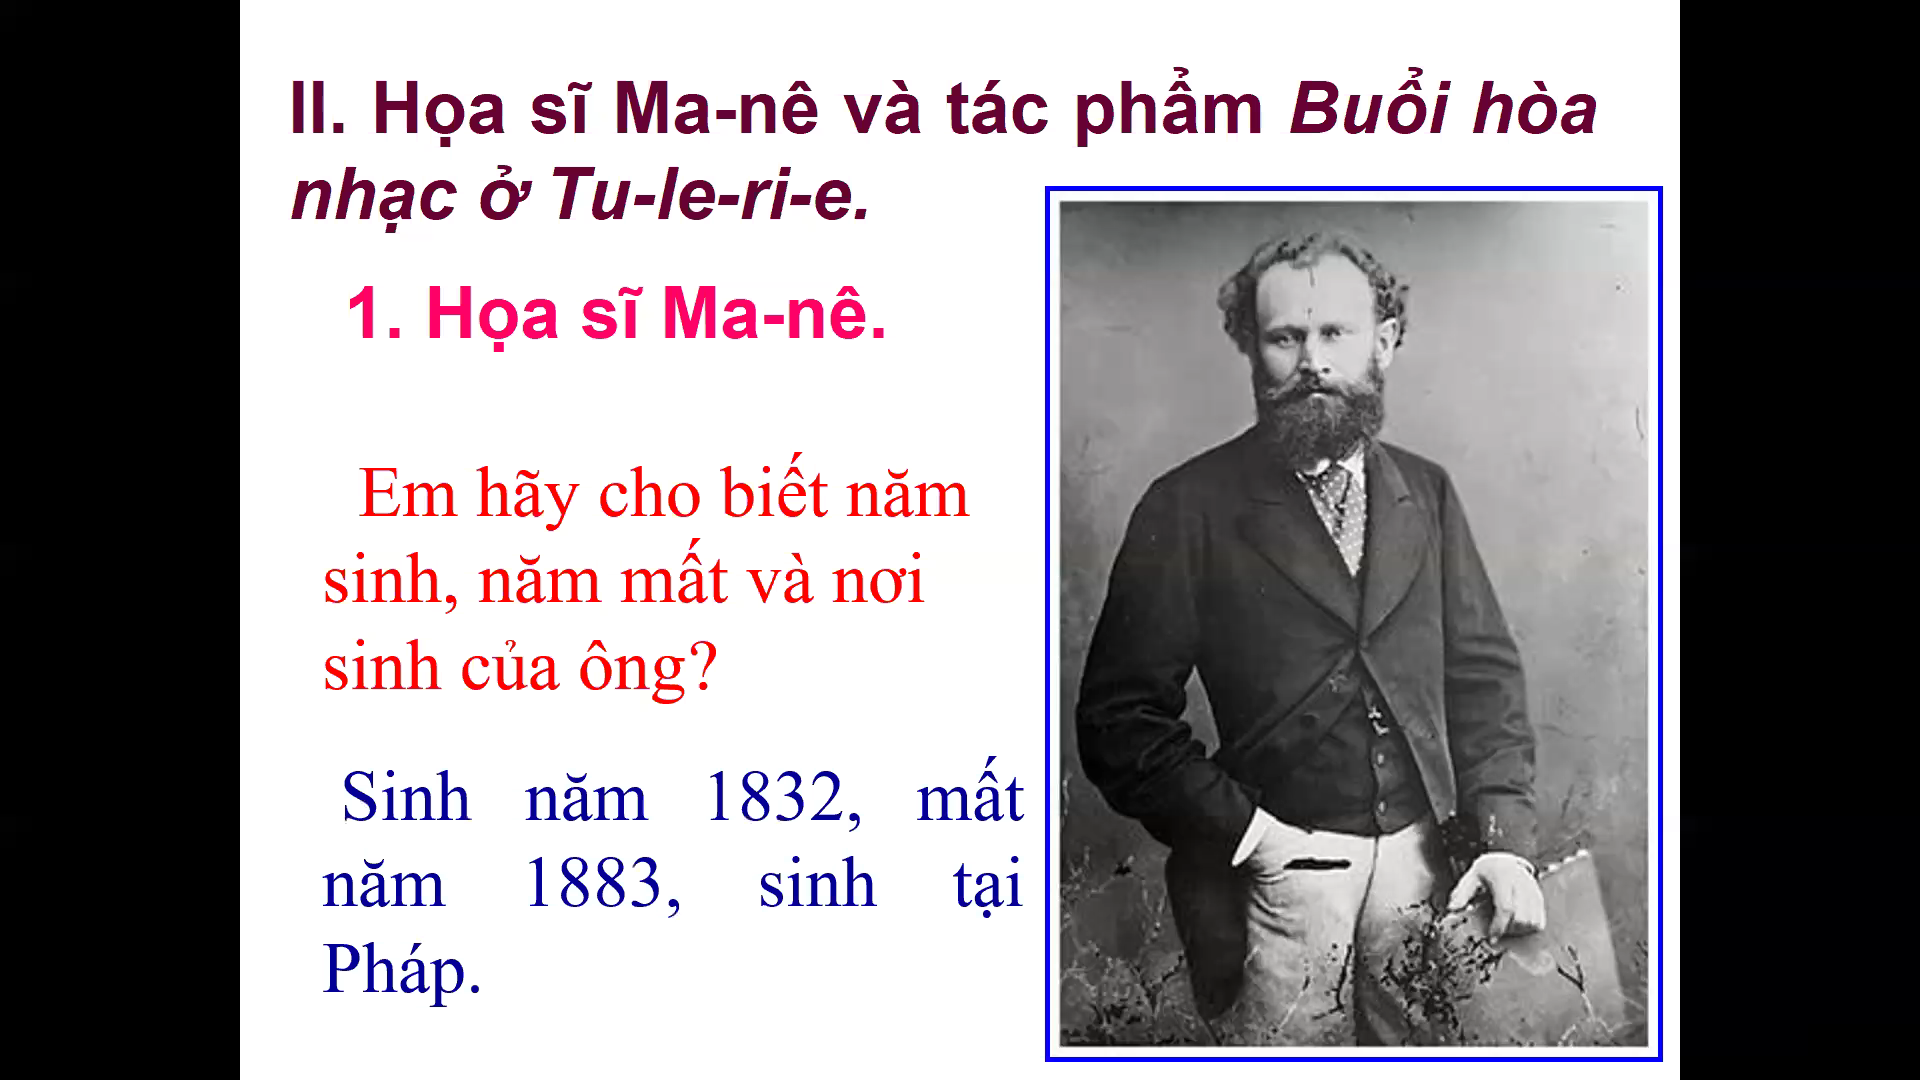 II. Họa sĩ Ma-nê và tác phẩm Buổi hòa
nhạc ở Tu-le-ri-e.
1. Họa sĩ Ma-nê.
Em hãy cho biết năm
sinh, năm mất và nơi
sinh của ông?
Sinh năm 1832, mất
năm 1883, sinh tại
Pháp.